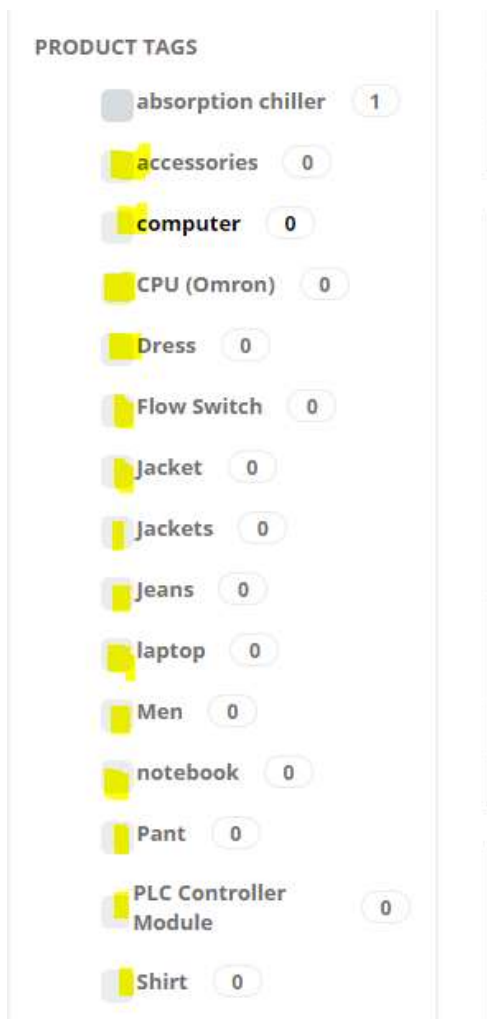 PRODUCT TAGS
absorption chiller 1
accessories 0
computer 0
CPU (Omron) 0
Dress 0
Flow Switch 0
Jacket 0
Jackets 0
Jeans 0
laptop 0
Men 0
notebook 0
Pant 0
PLC Controller
Module 0
Shirt 0